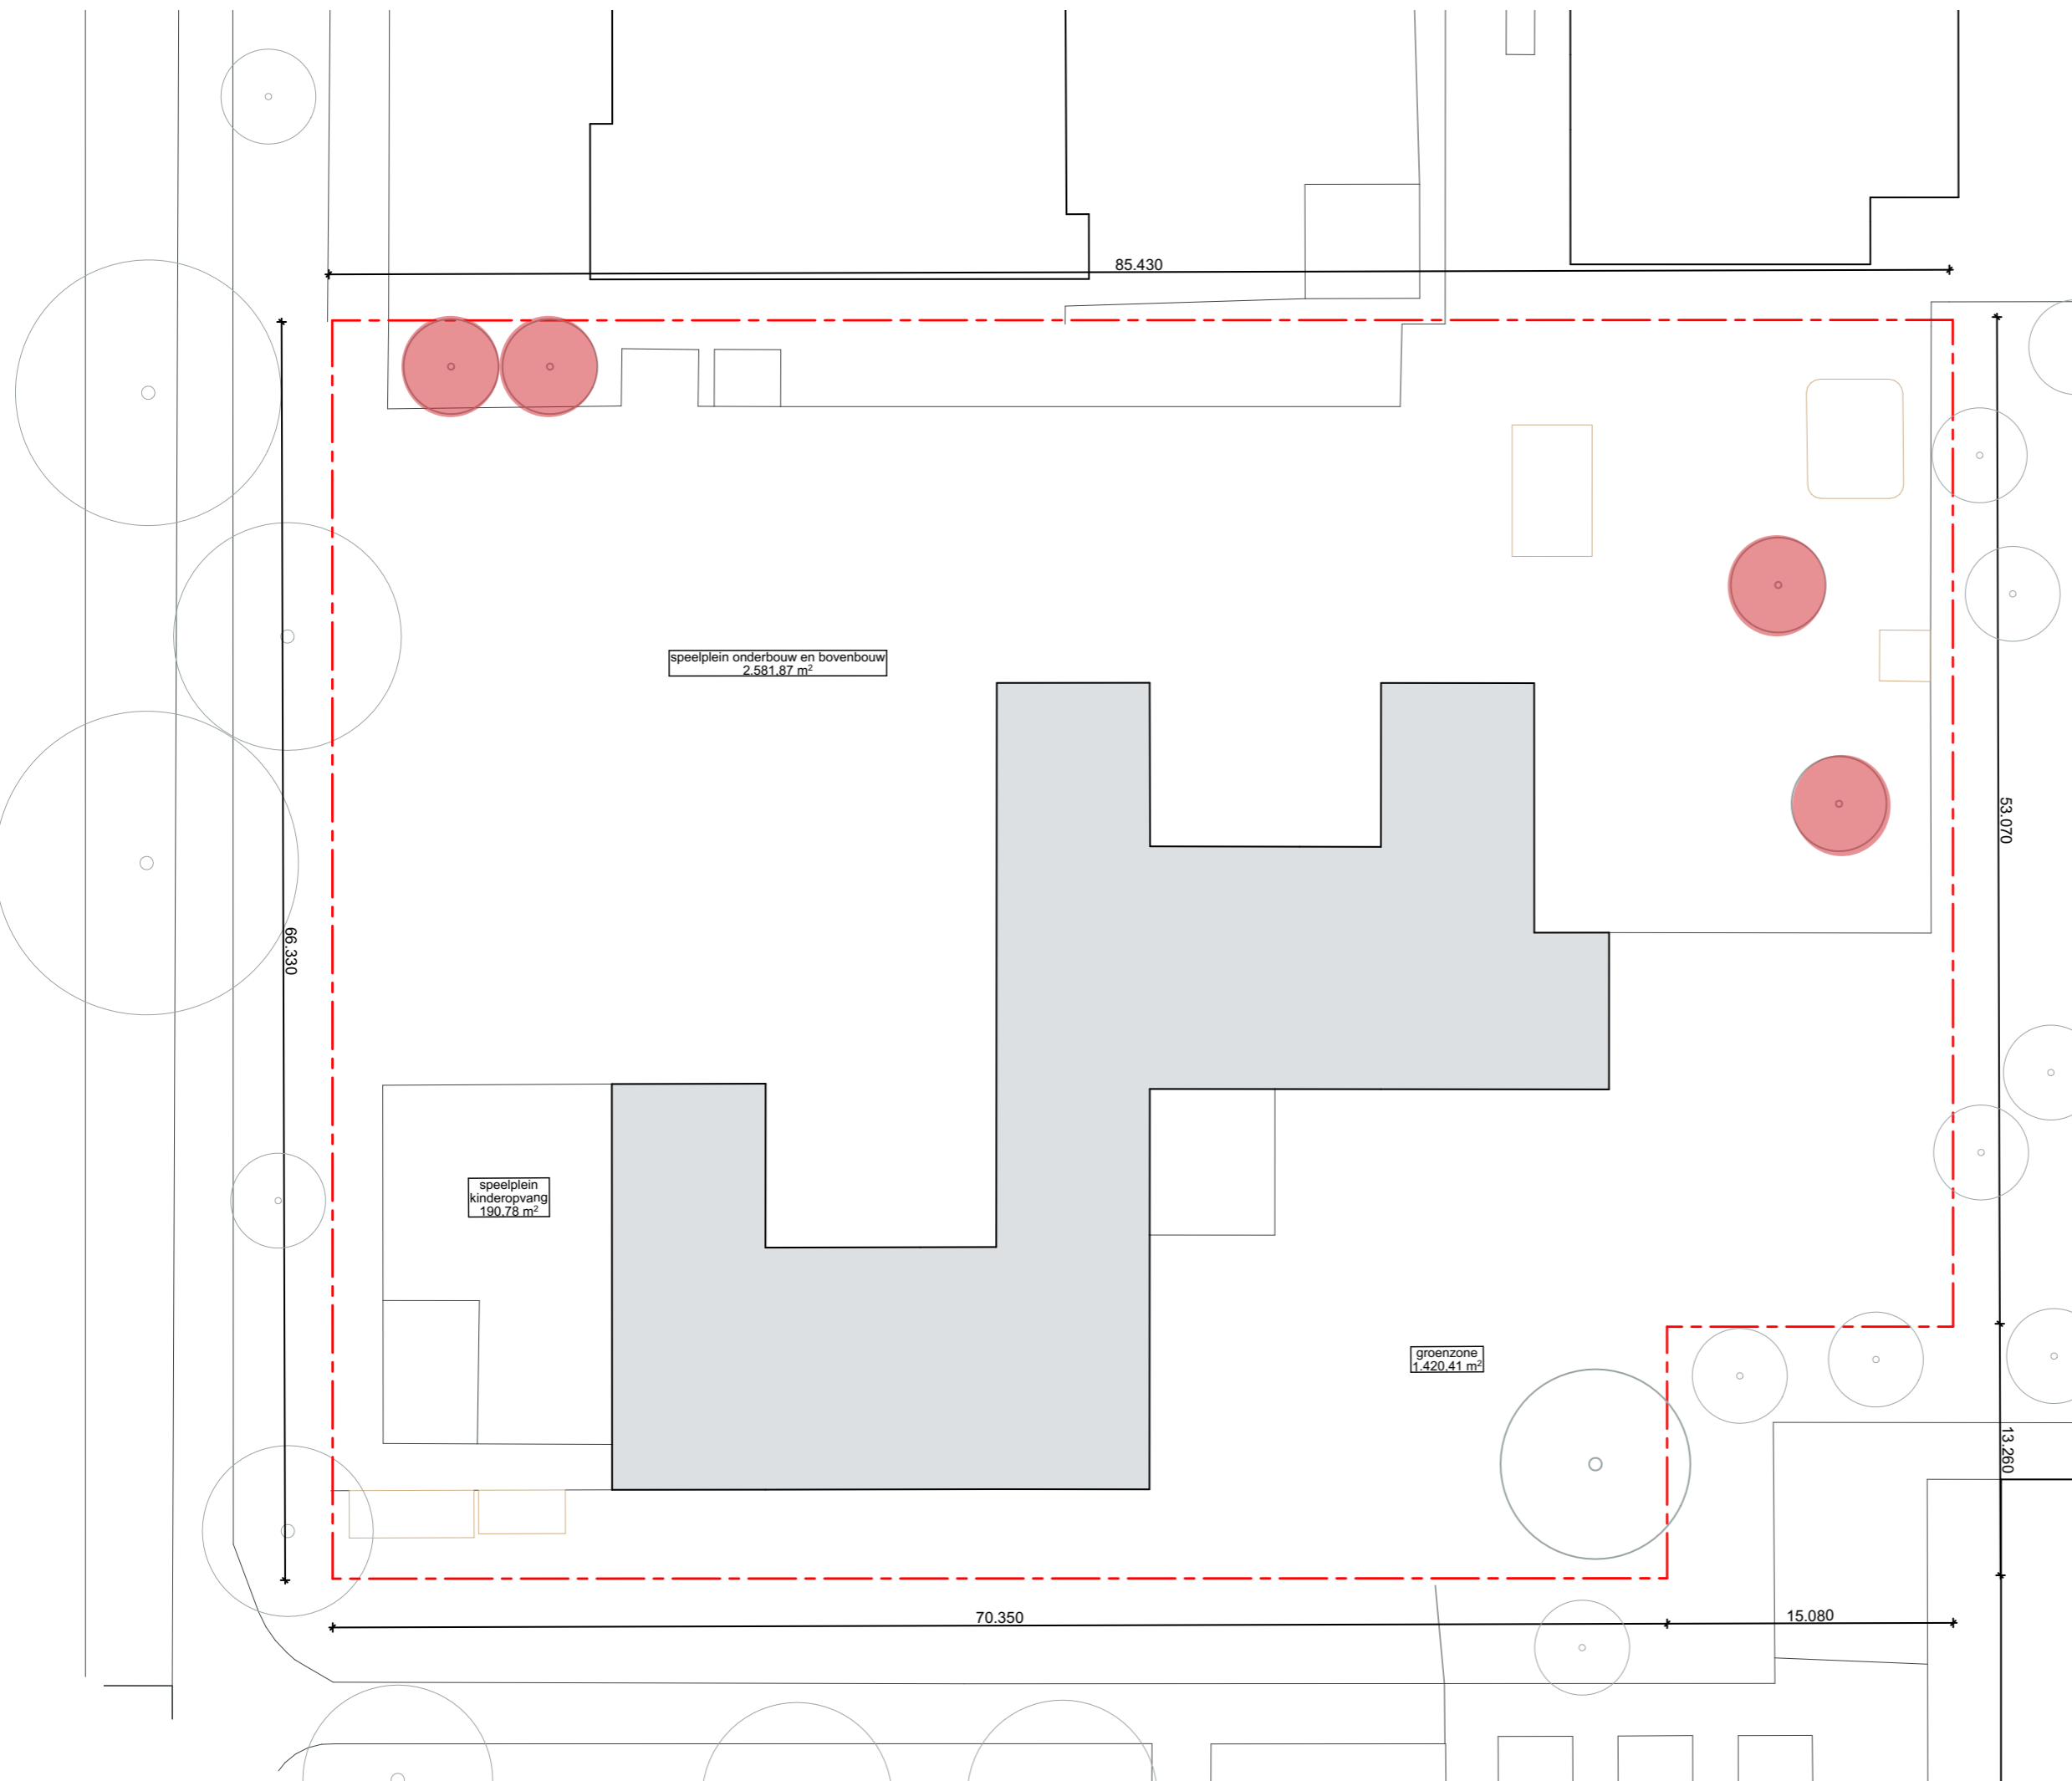 85.430
speelplein onderbouw en bovenbouw
2.581,87 m²
53.070
66.330
speelplein
kinderopvang
190,78 m²
groenzone
1.420,41 m²
13.260
70.350
15.080